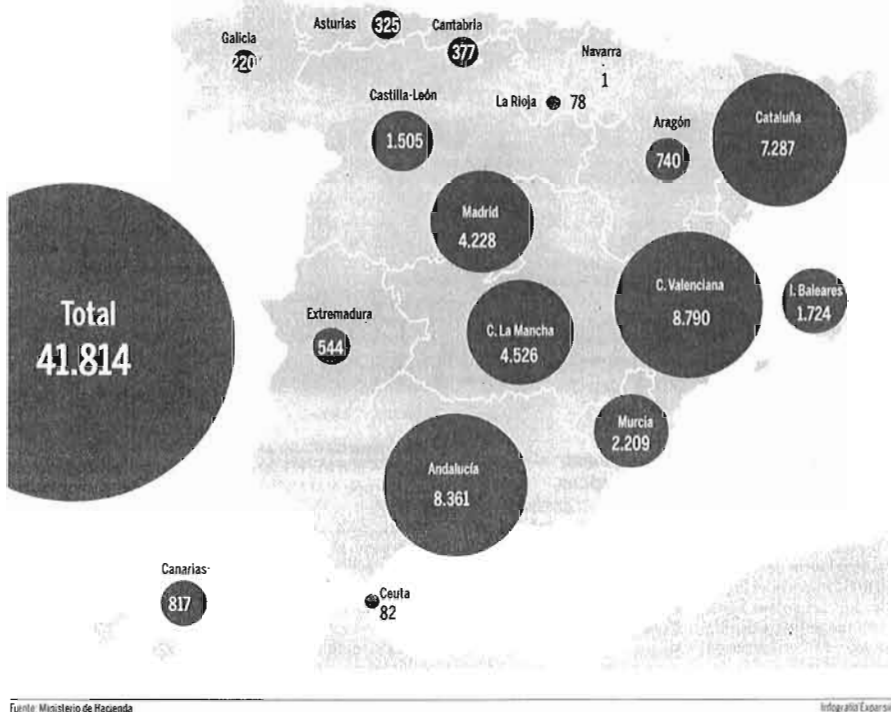 Asturias 325
Cantabria
377
Galicia
220
Navarra
1
Castilla-León
1.505
La Rioja 78
Aragón
740
Cataluña
7.287
Madrid
4.228
Total
41.814
Extremadura
544
C. La Mancha
4.526
C. Valenciana
8.790
I. Baleares
1.724
Murcia
2.209
Andalucía
8.361
Canarias
817
Ceuta
82
Fuente: Ministerio de Hacienda
Infografía Expansi